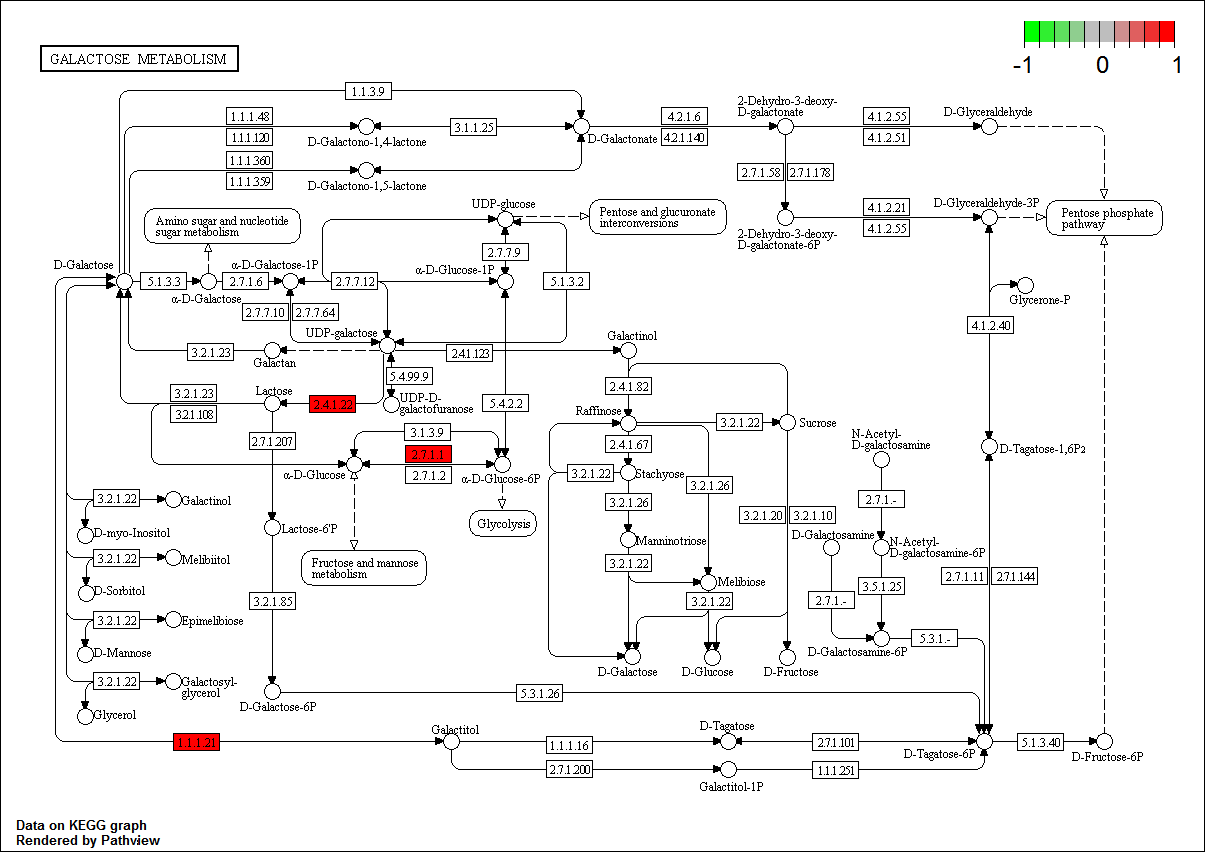 GALACTOSE METABOLISM
-1
0
1
1.1.3.9
1.1.1.48
1.1.1.120
D-Galactono-1,4-lactone
3.1.1.25
D-Galactonate
4.2.1.6
4.2.1.140
2-Dehydro-3-deoxy-
D-galactonate
4.1.2.55
4.1.2.51
D-Glyceraldehyde
1.1.1.360
1.1.1.359
D-Galactono-1,5-lactone
2.7.1.58
2.7.1.178
Amino sugar and nucleotide
sugar metabolism
UDP-glucose
Pentose and glucuronate
interconversions
2-Dehydro-3-deoxy-
D-galactonate-6P
4.1.2.21
4.1.2.55
D-Glyceraldehyde-3P
Pentose phosphate
pathway
2.7.7.9
D-Galactose
5.1.3.3
α-D-Galactose
2.7.1.6
α-D-Galactose-1P
2.7.7.12
α-D-Glucose-1P
5.1.3.2
Glycerone-P
2.7.7.10
2.7.7.64
UDP-galactose
4.1.2.40
3.2.1.23
Galactan
2.4.1.123
Galactinol
5.4.99.9
UDP-D-
galactofuranose
5.4.2.2
2.4.1.82
3.2.1.23
3.2.1.108
Lactose
2.4.1.22
Raffinose
3.2.1.22
Sucrose
2.7.1.207
3.1.3.9
2.7.1.1
2.7.1.2
α-D-Glucose
α-D-Glucose-6P
2.4.1.67
N-Acetyl-
D-galactosamine
D-Tagatose-1,6P2
3.2.1.22
Stachyose
3.2.1.26
3.2.1.22
Galactinol
D-myo-Inositol
Glycolysis
3.2.1.26
2.7.1.-
3.2.1.20
3.2.1.10
Lactose-6'P
Manninotriose
D-Galactosamine
N-Acetyl-
D-galactosamine-6P
3.2.1.22
Melibiitol
D-Sorbitol
Fructose and mannose
metabolism
3.2.1.22
Melibiose
2.7.1.11
2.7.1.144
3.5.1.25
3.2.1.85
3.2.1.22
2.7.1.-
3.2.1.22
Epimelibiose
D-Mannose
5.3.1.-
D-Galactosamine-6P
D-Galactose
D-Glucose
D-Fructose
3.2.1.22
Galactosyl-
glycerol
Glycerol
D-Galactose-6P
5.3.1.26
1.1.1.21
Galactitol
1.1.1.16
D-Tagatose
2.7.1.101
D-Tagatose-6P
5.1.3.40
D-Fructose-6P
2.7.1.200
Galactitol-1P
1.1.1.251
Data on KEGG graph
Rendered by Pathview